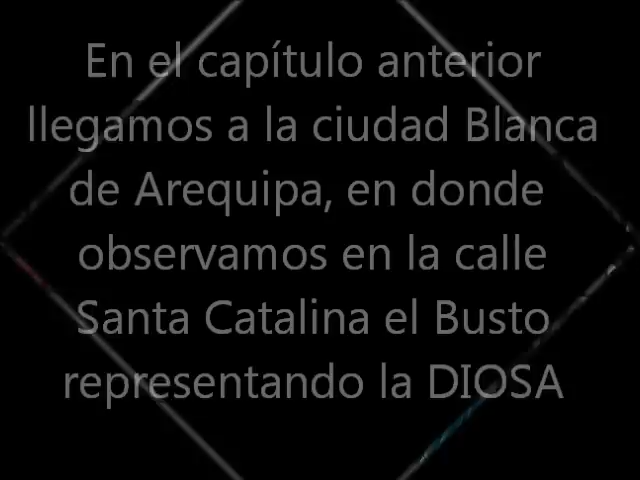 En el capítulo anterior
llegamos a la ciudad Blanca
de Arequipa, en donde
observamos en la calle
Santa Catalina el Busto
representando la DIOSA